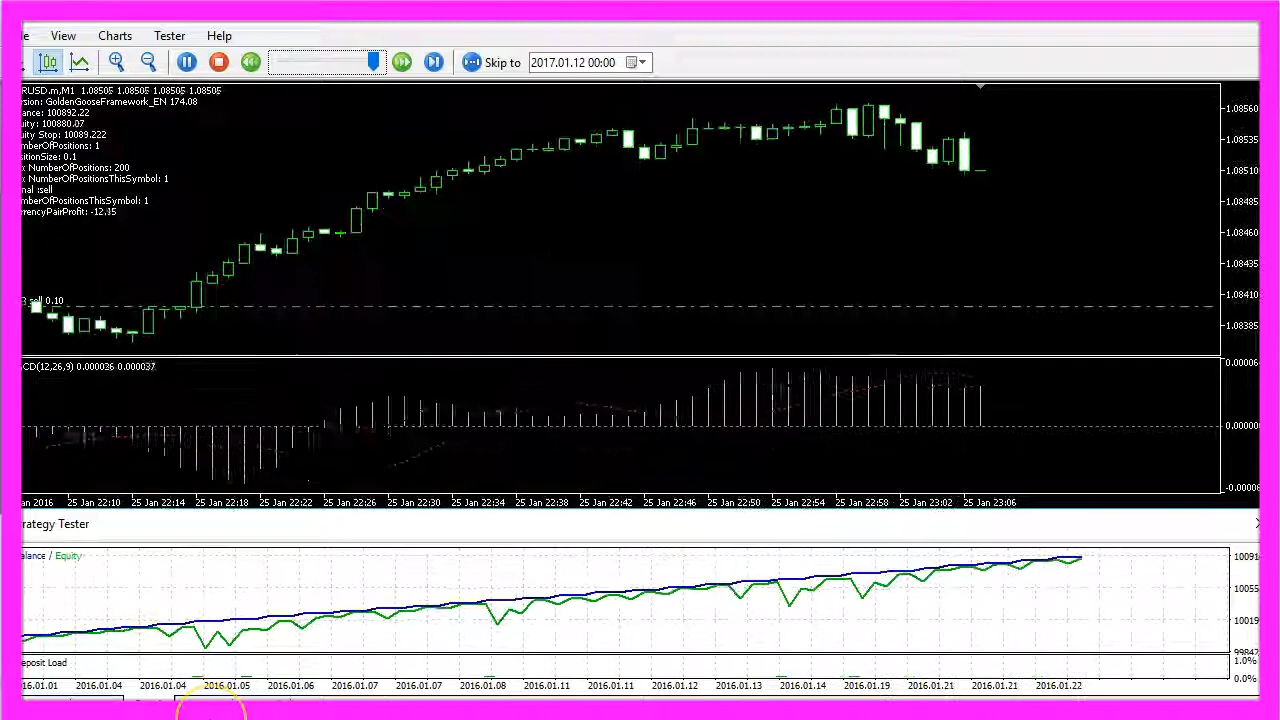 e View Charts Tester Help
Skip to 2017.01.12 00:00
RUSD.m,M1 1.08505 1.08505 1.08505 1.08505
rsion: GoldenGooseFramework_EN 174.08
ance: 100892.22
uity: 100880.07
uity Stop: 10089.222
mberOfPositions: 1
sitionSize: 0.1
x NumberOfPositions: 200
x NumberOfPositionsThisSymbol: 1
nal :sell
mberOfPositionsThisSymbol: 1
rrencyPairProfit: -12.15
1.08560
1.08535
1.08510
1.08485
1.08460
1.08435
1.08410
1.08385
sell 0.10
CD(12,26,9) 0.000036 0.000037
0.00006
0.00000
-0.00006
an 2016 25 Jan 22:10 25 Jan 22:14 25 Jan 22:18 25 Jan 22:22 25 Jan 22:26 25 Jan 22:30 25 Jan 22:34 25 Jan 22:38 25 Jan 22:42 25 Jan 22:46 25 Jan 22:50 25 Jan 22:54 25 Jan 22:58 25 Jan 23:02 25 Jan 23:06
rategy Tester
alance / Equity
10091
10055
10019
99842
eposit Load
1.0%
0.0%
16.01.01 2016.01.04 2016.01.04 2016.01.05 2016.01.06 2016.01.07 2016.01.07 2016.01.08 2016.01.11 2016.01.11 2016.01.12 2016.01.13 2016.01.14 2016.01.19 2016.01.21 2016.01.21 2016.01.22